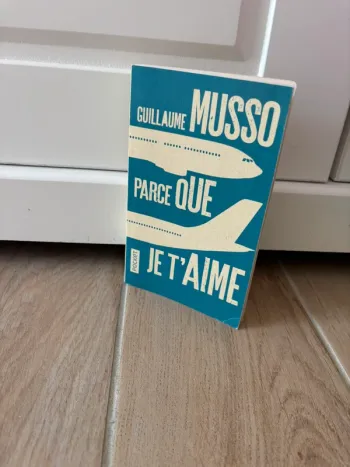 GUILLAUME MUSSO
PARCE QUE
JE T'AIME
POCKET